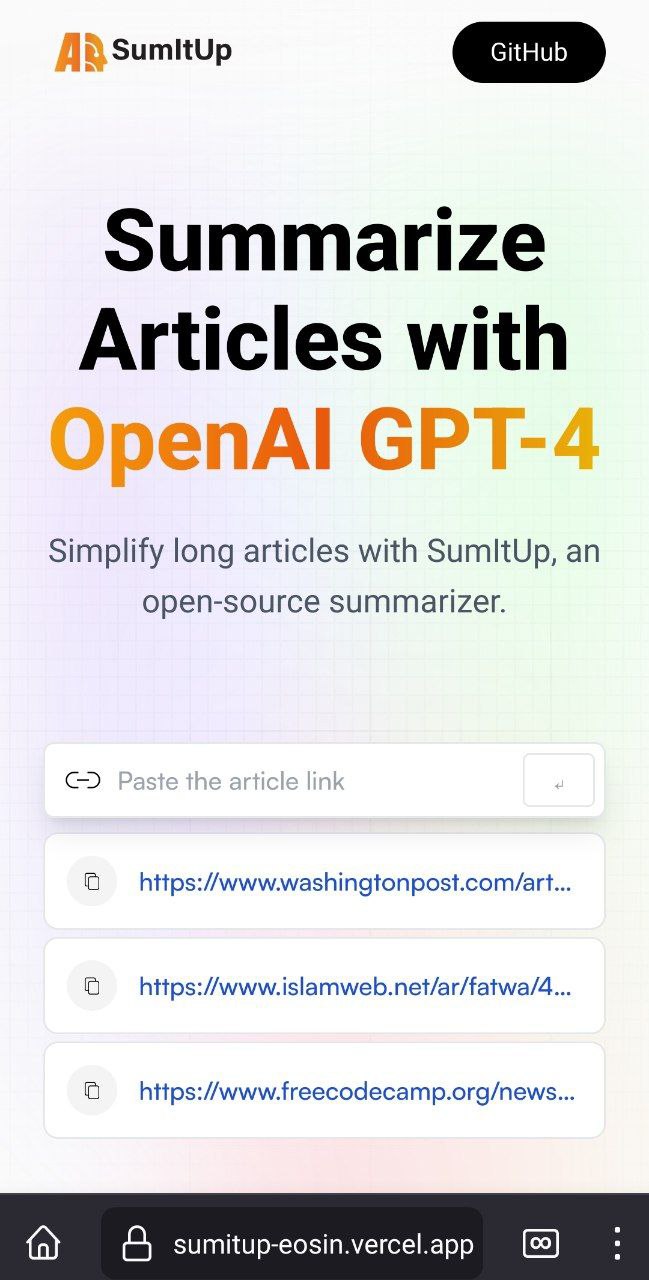 SumItUp
GitHub
Summarize
Articles with
OpenAI GPT-4
Simplify long articles with SumItUp, an
open-source summarizer.
Paste the article link
https://www.washingtonpost.com/art...
https://www.islamweb.net/ar/fatwa/4...
https://www.freecodecamp.org/news...
sumitup-eosin.vercel.app